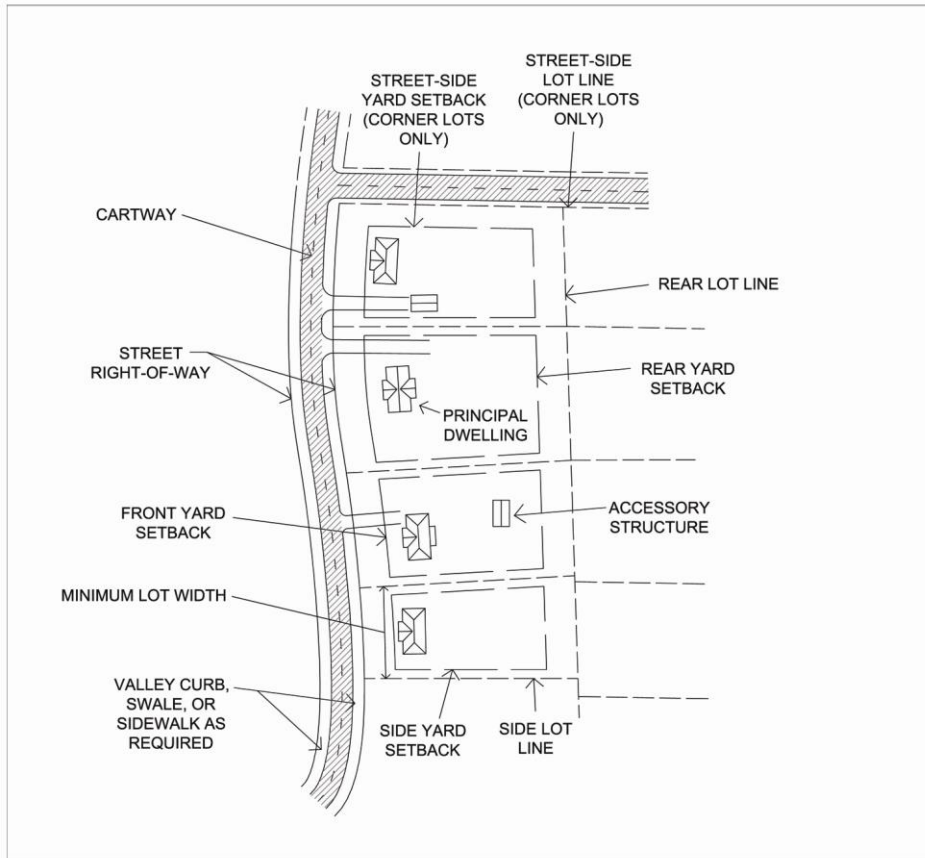 STREET-SIDE
YARD SETBACK
(CORNER LOTS
ONLY)
STREET-SIDE
LOT LINE
(CORNER LOTS
ONLY)
CARTWAY
REAR LOT LINE
STREET
RIGHT-OF-WAY
REAR YARD
SETBACK
PRINCIPAL
DWELLING
FRONT YARD
SETBACK
ACCESSORY
STRUCTURE
MINIMUM LOT WIDTH
VALLEY CURB,
SWALE, OR
SIDEWALK AS
REQUIRED
SIDE YARD
SETBACK
SIDE LOT
LINE